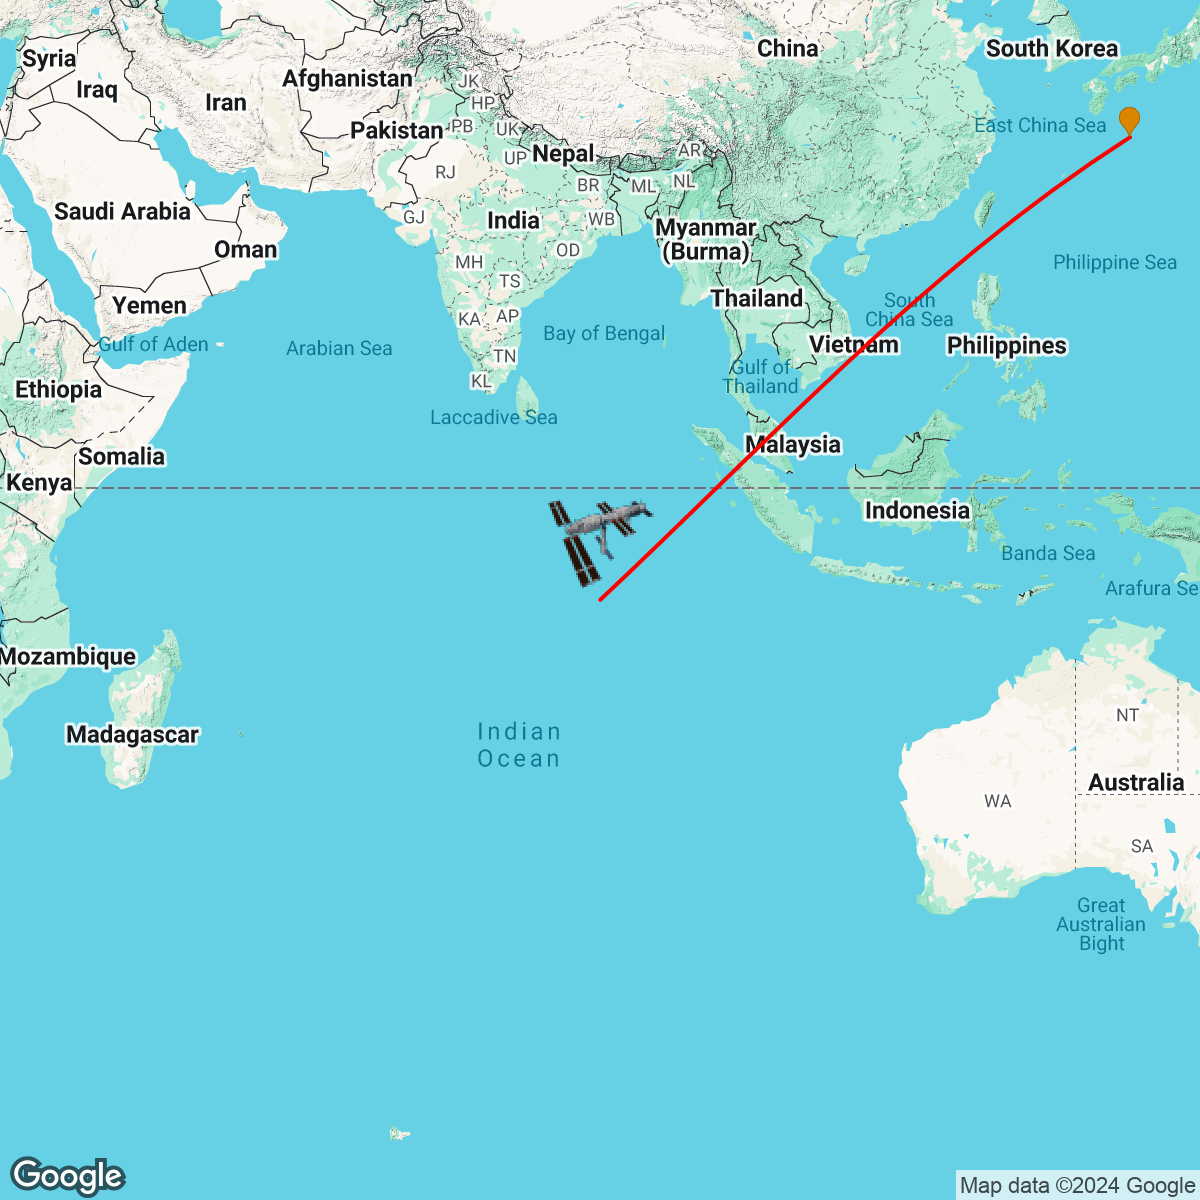 China
South Korea
Syria
Afghanistan
JK
Iraq
Iran
HP
Pakistan
PB
UK
East China Sea
Nepal
UP
AR
RJ
BR
ML
NL
Saudi Arabia
GJ
India
WB
Myanmar
(Burma)
Oman
OD
MH
Philippine Sea
TS
Yemen
Thailand
South
China Sea
KA
AP
Gulf of Aden
Arabian Sea
Bay of Bengal
Vietnam
Philippines
TN
Gulf of
Thailand
Ethiopia
KL
Laccadive Sea
Malaysia
Somalia
Kenya
Indonesia
Banda Sea
Arafura Se
Mozambique
Madagascar
Indian
Ocean
NT
Australia
WA
SA
Great
Australian
Bight
Google
Map data ©2024 Google